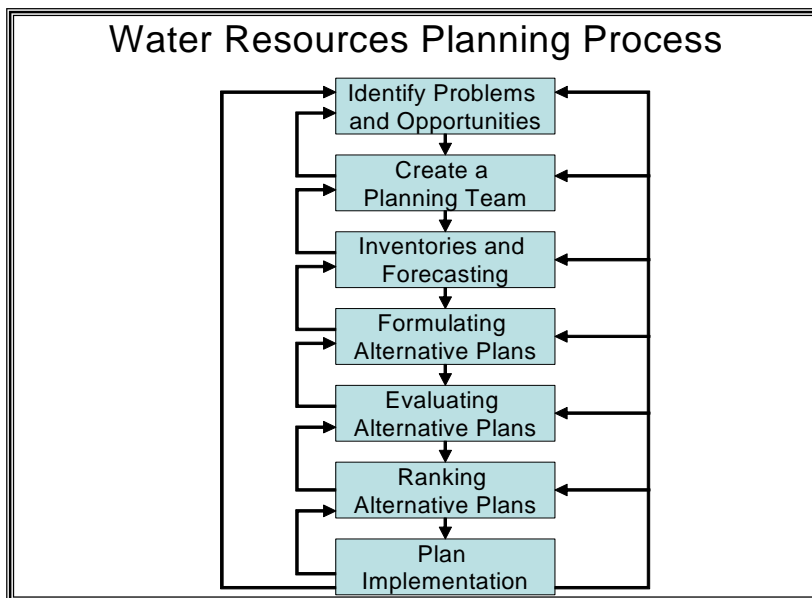 Water Resources Planning Process
Identify Problems
and Opportunities
Create a
Planning Team
Inventories and
Forecasting
Formulating
Alternative Plans
Evaluating
Alternative Plans
Ranking
Alternative Plans
Plan
Implementation